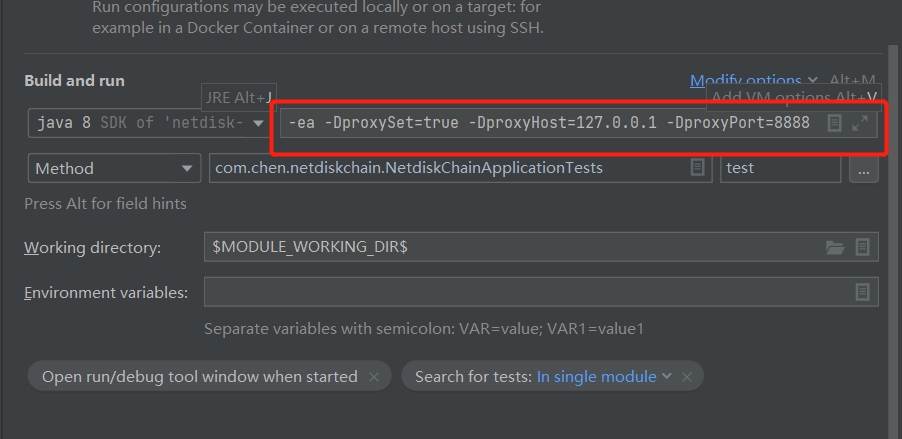 Run configurations may be executed locally or on a target: for
example in a Docker Container or on a remote host using SSH.
Build and run
Modify options Alt+M
JRE Alt+J
Add VM options Alt+V
java 8 SDK of 'netdisk-
-ea -DproxySet=true -DproxyHost=127.0.0.1 -DproxyPort=8888
Method
com.chen.netdiskchain.NetdiskChainApplicationTests
test
...
Press Alt for field hints
Working directory:
$MODULE_WORKING_DIR$
Environment variables:
Separate variables with semicolon: VAR=value; VAR1=value1
Open run/debug tool window when started ×
Search for tests: In single module ×